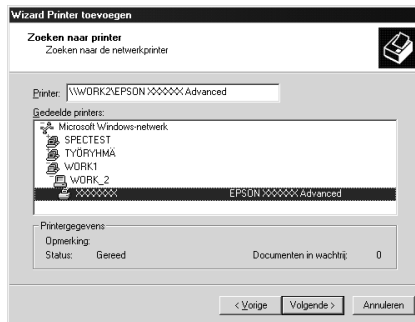 Wizard Printer toevoegen
Zoeken naar printer
Zoeken naar de netwerkprinter
Printer: \\WORK2\EPSON XXXXXX Advanced
Gedeelde printers:
Microsoft Windows-netwerk
SPECTEST
TYÖRYHMÄ
WORK1
WORK_2
XXXXXXX EPSON XXXXXX Advanced
Printergegevens
Opmerking:
Status: Gereed Documenten in wachtrij: 0
< Vorige Volgende > Annuleren